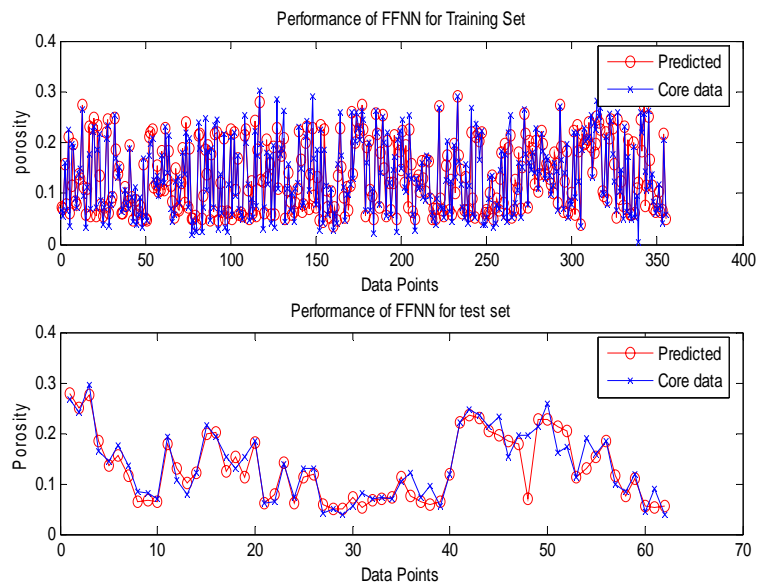 Performance of FFNN for Training Set
0.4
0.3
0.2
0.1
0
porosity
Predicted
Core data
0 50 100 150 200 250 300 350 400
Data Points
Performance of FFNN for test set
0.4
0.3
0.2
0.1
0
Porosity
Predicted
Core data
0 10 20 30 40 50 60 70
Data Points